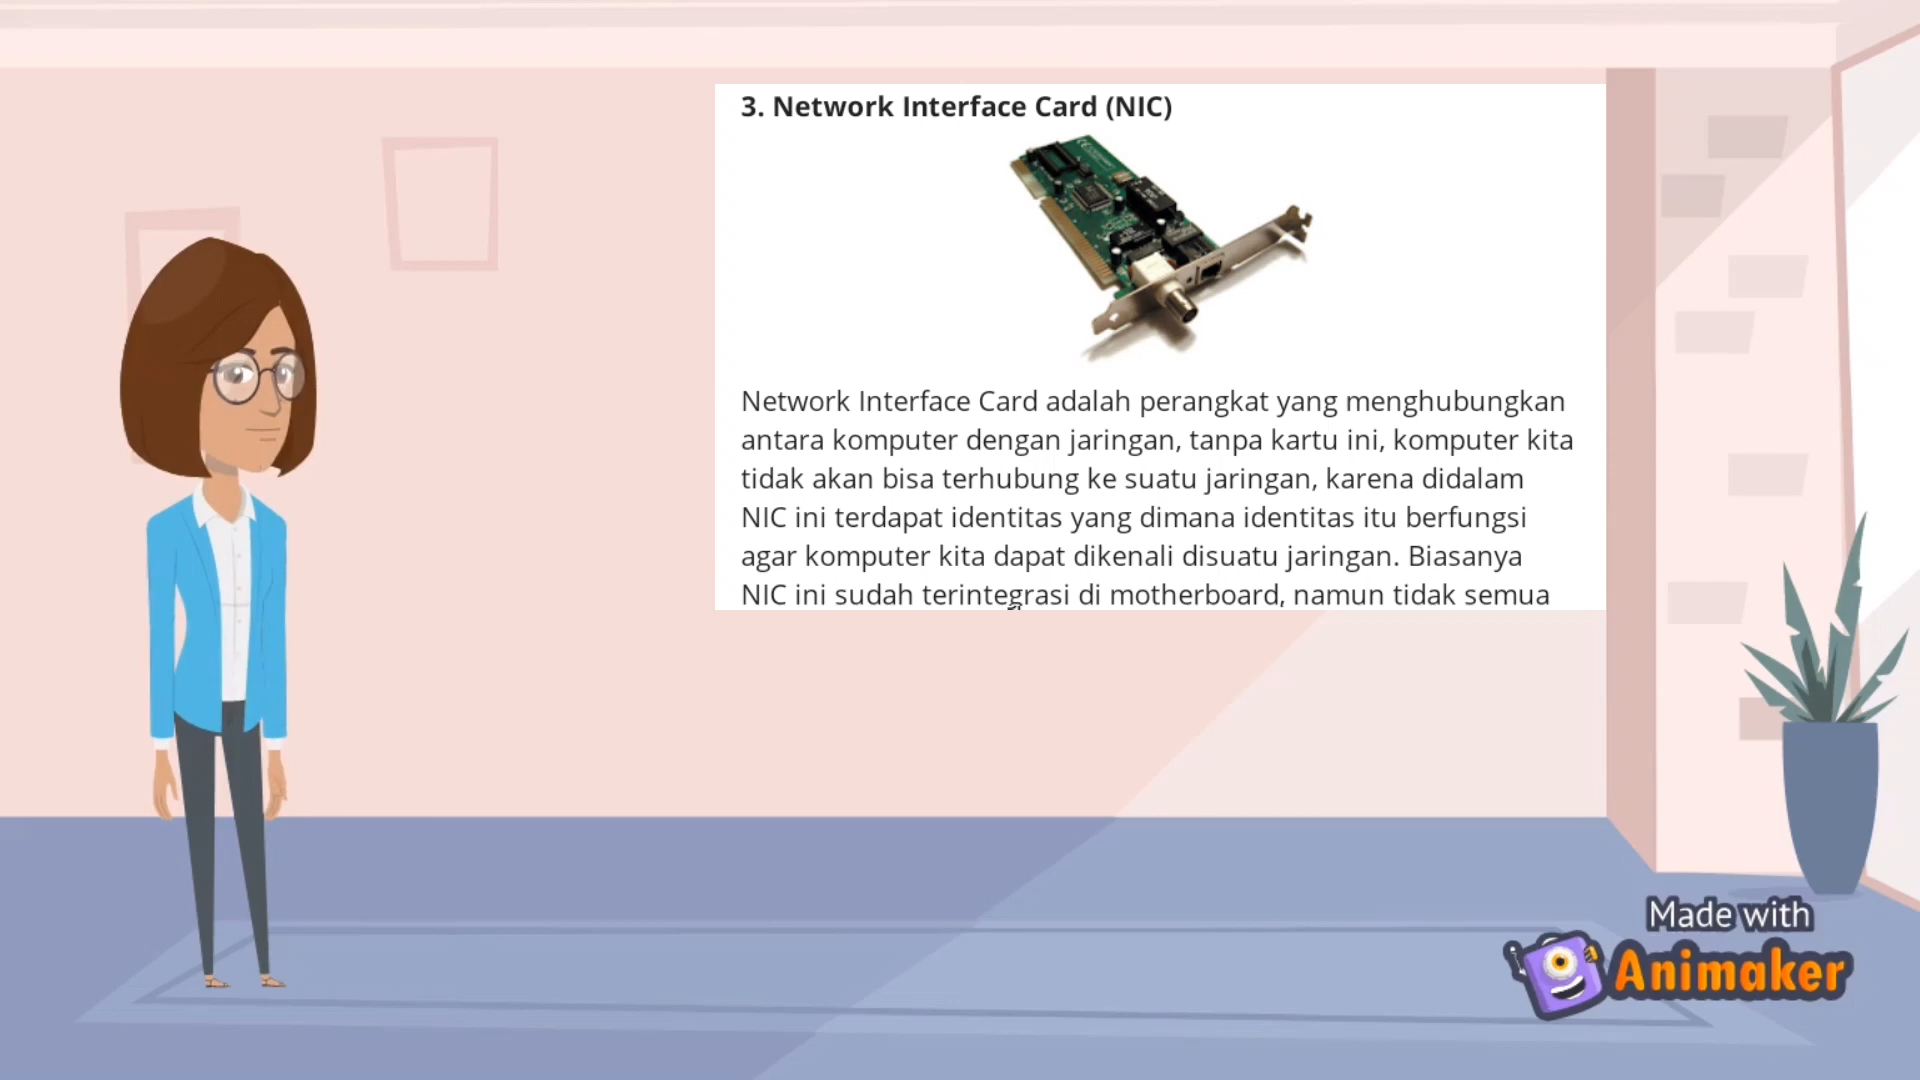 3. Network Interface Card (NIC)
Network Interface Card adalah perangkat yang menghubungkan
antara komputer dengan jaringan, tanpa kartu ini, komputer kita
tidak akan bisa terhubung ke suatu jaringan, karena didalam
NIC ini terdapat identitas yang dimana identitas itu berfungsi
agar komputer kita dapat dikenali disuatu jaringan. Biasanya
NIC ini sudah terintegrasi di motherboard, namun tidak semua
Made with
Animaker